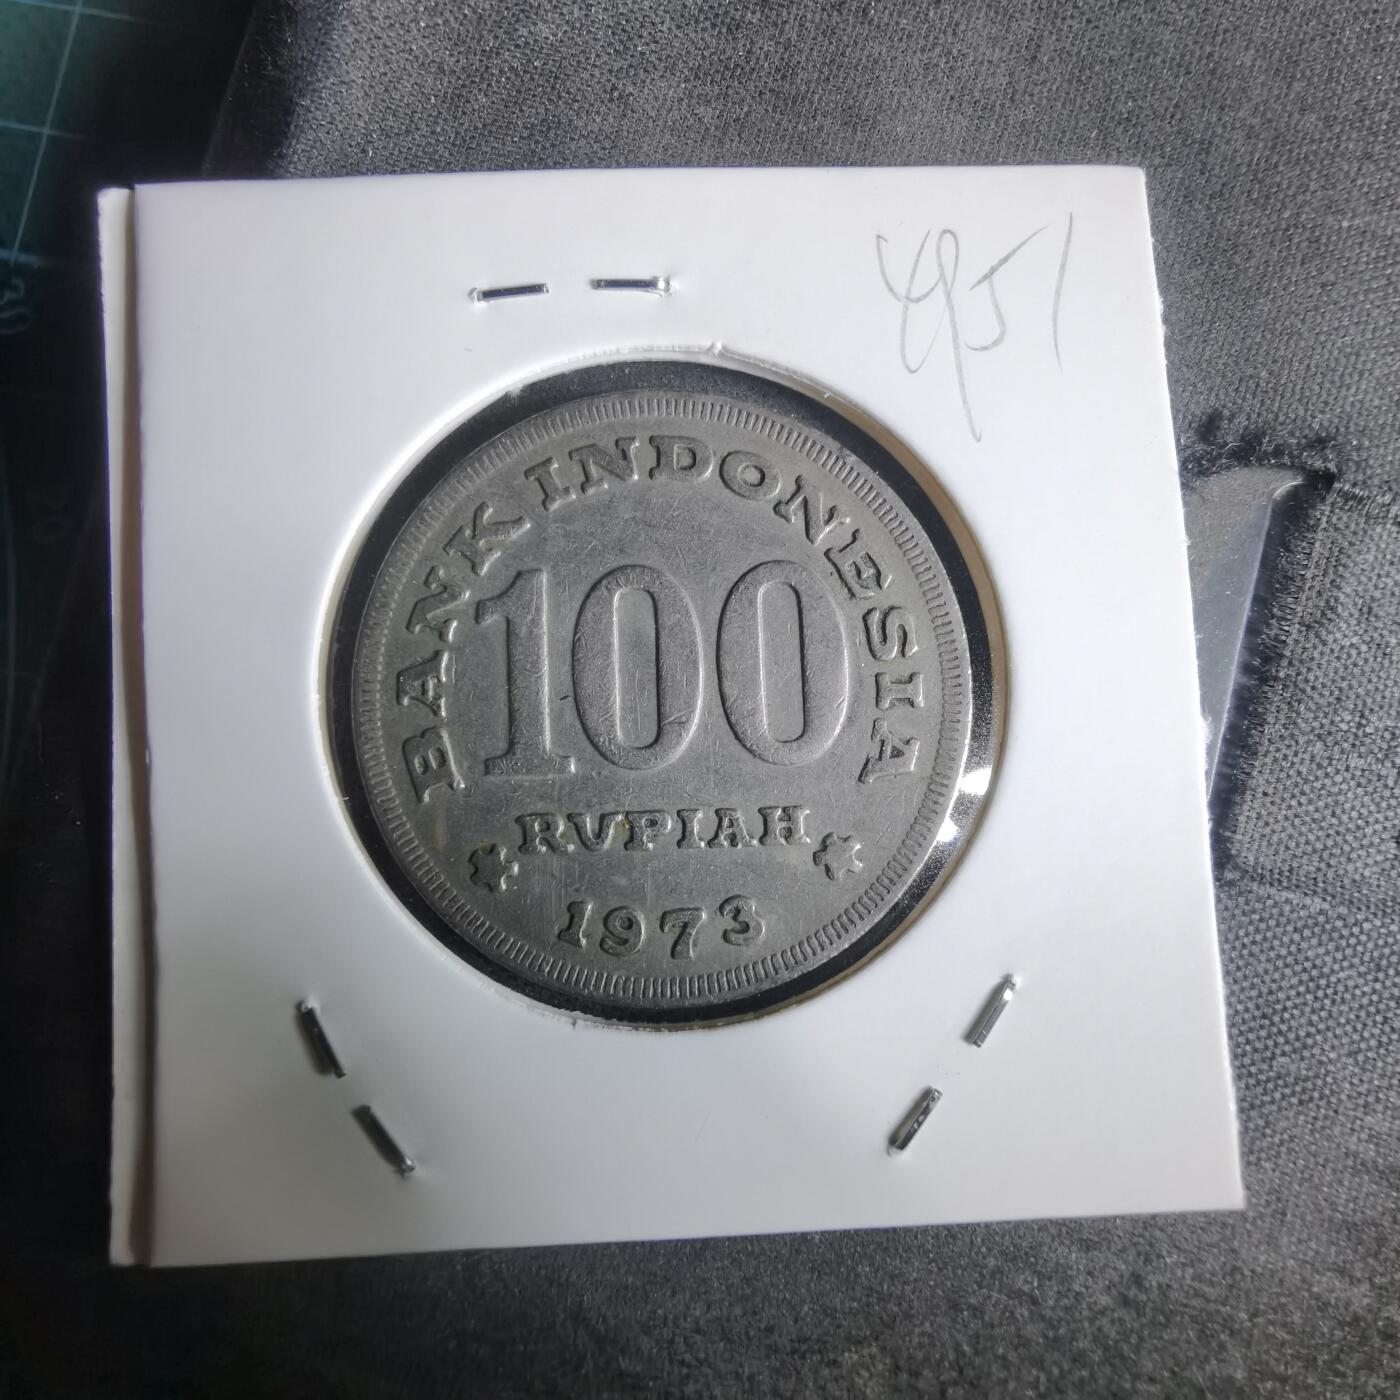 4951
BANK INDONESIA
100
RVPIAH
1973